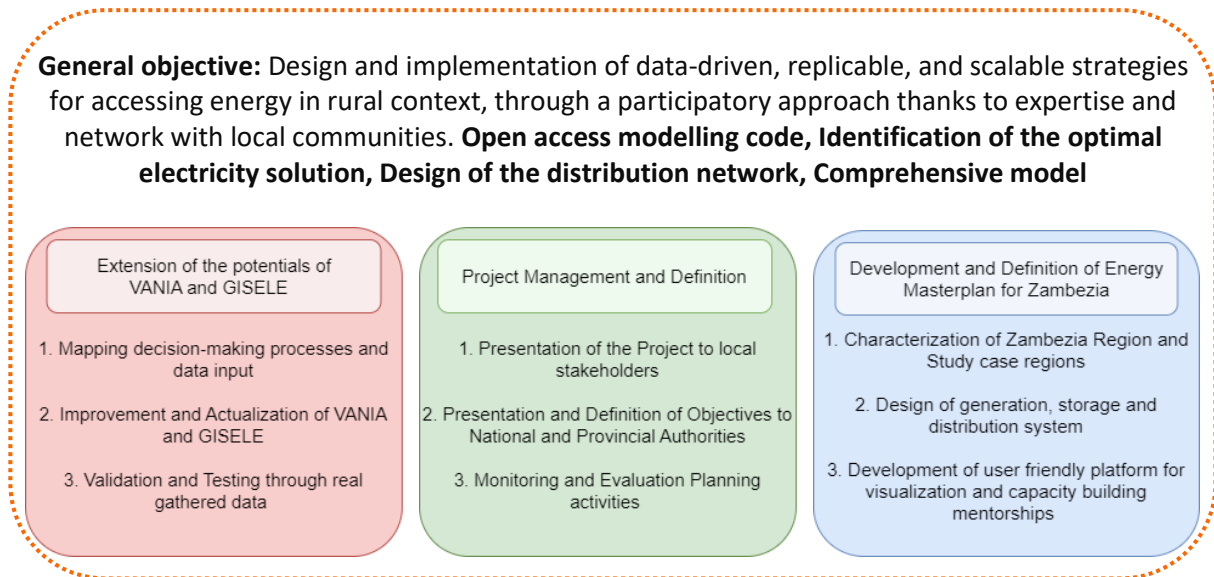 General objective: Design and implementation of data-driven, replicable, and scalable strategies
for accessing energy in rural context, through a participatory approach thanks to expertise and
network with local communities. Open access modelling code, Identification of the optimal
electricity solution, Design of the distribution network, Comprehensive model
Extension of the potentials of
VANIA and GISELE
1. Mapping decision-making processes and
data input
2. Improvement and Actualization of VANIA
and GISELE
3. Validation and Testing through real
gathered data
Project Management and Definition
1. Presentation of the Project to local
stakeholders
2. Presentation and Definition of Objectives to
National and Provincial Authorities
3. Monitoring and Evaluation Planning
activities
Development and Definition of Energy
Masterplan for Zambezia
1. Characterization of Zambezia Region and
Study case regions
2. Design of generation, storage and
distribution system
3. Development of user friendly platform for
visualization and capacity building
mentorships